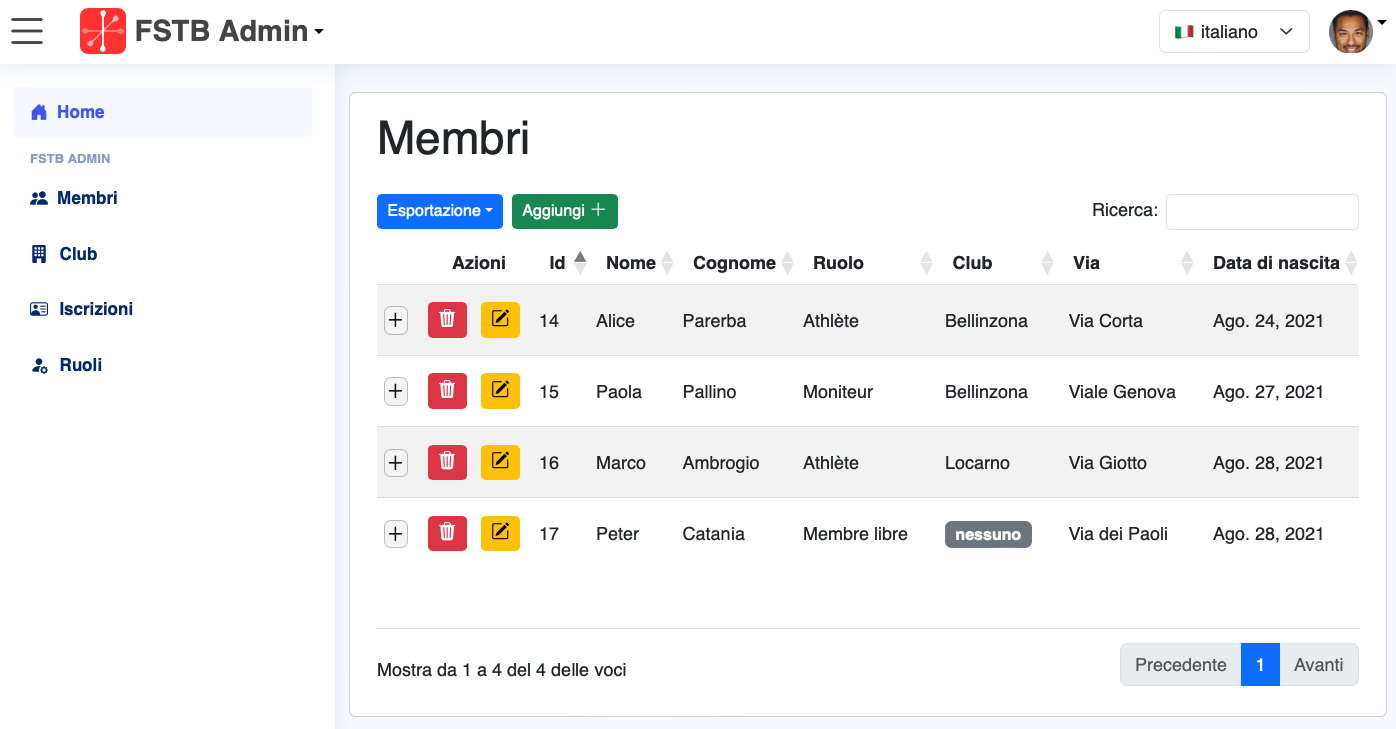 FSTB Admin
italiano
Home
FSTB ADMIN
Membri
Club
Iscrizioni
Ruoli
Membri
Esportazione Aggiungi Ricerca:
Azioni Id Nome Cognome Ruolo Club Via Data di nascita
14 Alice Parerba Athlète Bellinzona Via Corta Ago. 24, 2021
15 Paola Pallino Moniteur Bellinzona Viale Genova Ago. 27, 2021
16 Marco Ambrogio Athlète Locarno Via Giotto Ago. 28, 2021
17 Peter Catania Membre libre nessuno Via dei Paoli Ago. 28, 2021
Mostra da 1 a 4 del 4 delle voci
Precedente 1 Avanti